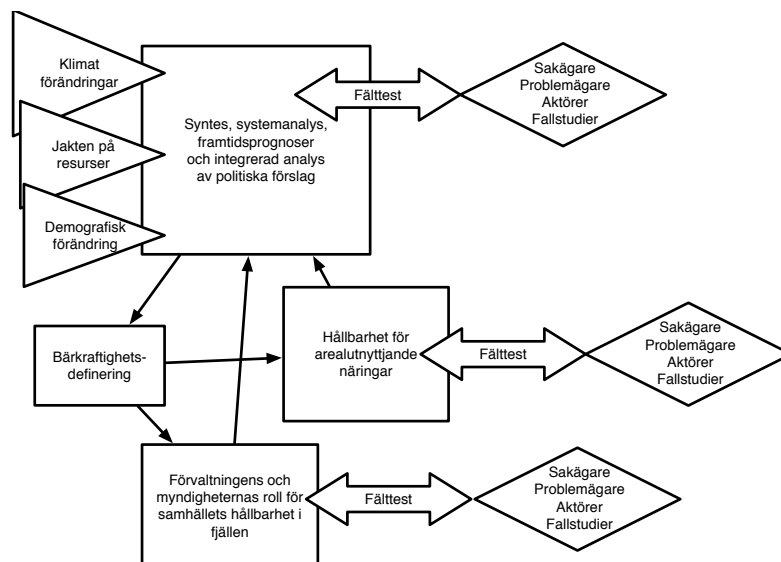 Klimat
förändringar
Jakten på
resurser
Demografisk
förändring
Syntes, systemanalys,
framtidsprognoser
och integrerad analys
av politiska förslag
Fälttest
Sakägare
Problemägare
Aktörer
Fallstudier
Bärkraftighets-
definering
Hållbarhet för
arealutnyttjande
näringar
Fälttest
Sakägare
Problemägare
Aktörer
Fallstudier
Förvaltningens och
myndigheternas roll för
samhällets hållbarhet i
fjällen
Fälttest
Sakägare
Problemägare
Aktörer
Fallstudier